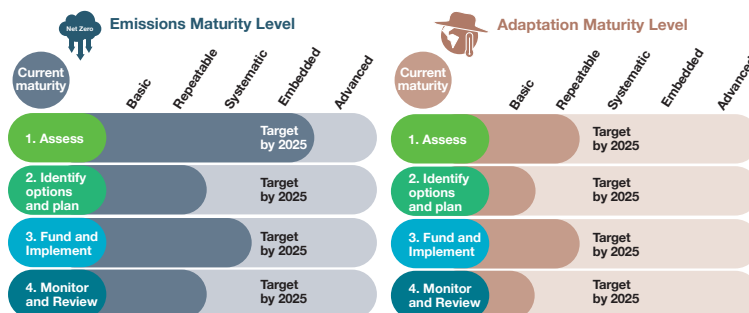 Net Zero
Emissions Maturity Level
Current
maturity
Basic
Repeatable
Systematic
Embedded
Advanced
1. Assess
Target
by 2025
2. Identify
options
and plan
Target
by 2025
3. Fund and
Implement
Target
by 2025
4. Monitor
and Review
Target
by 2025
Adaptation Maturity Level
Current
maturity
Basic
Repeatable
Systematic
Embedded
Advanced
1. Assess
Target
by 2025
2. Identify
options
and plan
Target
by 2025
3. Fund and
Implement
Target
by 2025
4. Monitor
and Review
Target
by 2025